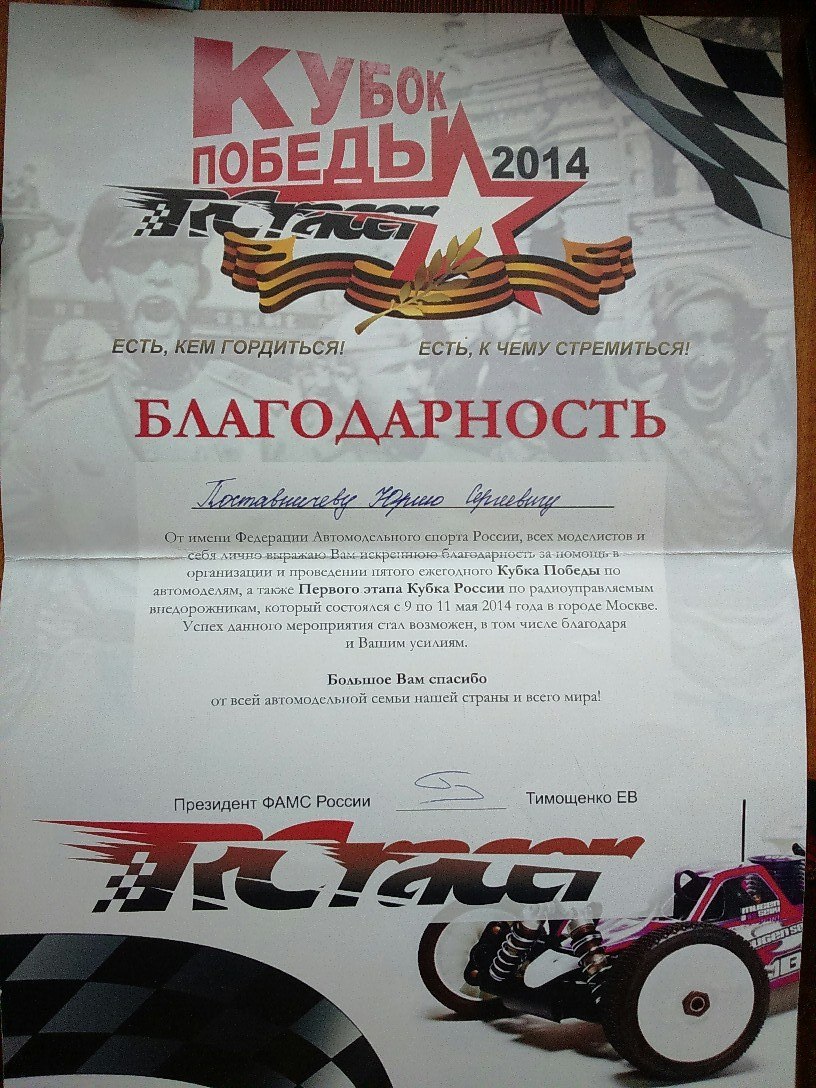 КУБОК
ПОБЕДЫ 2014
RCracer
ЕСТЬ, КЕМ ГОРДИТЬСЯ! ЕСТЬ, К ЧЕМУ СТРЕМИТЬСЯ!
БЛАГОДАРНОСТЬ
Поставничеву Юрию Сергеевичу
От имени Федерации Автомодельного спорта России, всех моделистов и
себя лично выражаю Вам искреннюю благодарность за помощь в
организации и проведении пятого ежегодного Кубка Победы по
автомоделям, а также Первого этапа Кубка России по радиоуправляемым
внедорожникам, который состоялся с 9 по 11 мая 2014 года в городе Москве.
Успех данного мероприятия стал возможен, в том числе благодаря
и Вашим усилиям.
Большое Вам спасибо
от всей автомодельной семьи нашей страны и всего мира!
Президент ФАМС России Тимощенко ЕВ
RCracer
MUGEN
SEIKI
MUGEN